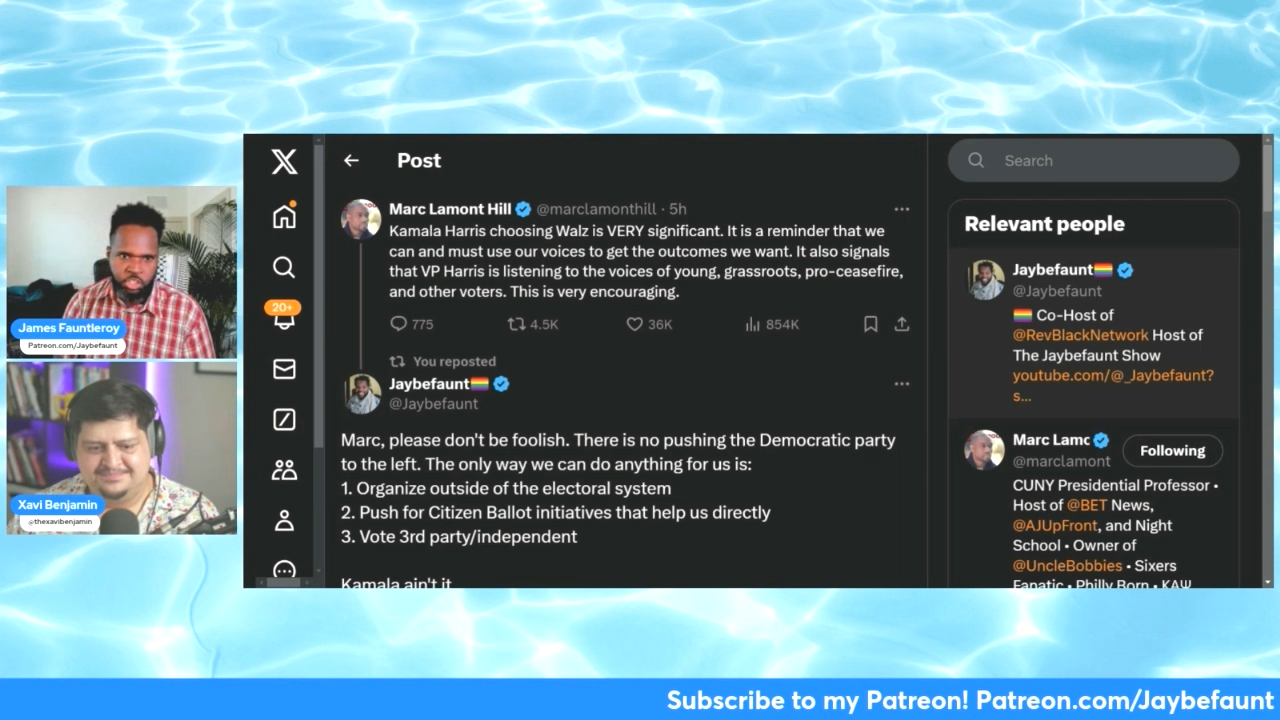 Post
Search
Marc Lamont Hill @marclamonthill · 5h
Kamala Harris choosing Walz is VERY significant. It is a reminder that we
can and must use our voices to get the outcomes we want. It also signals
that VP Harris is listening to the voices of young, grassroots, pro-ceasefire,
and other voters. This is very encouraging.
775 4.5K 36K 854K
You reposted
Jaybefaunt
@Jaybefaunt
Marc, please don't be foolish. There is no pushing the Democratic party
to the left. The only way we can do anything for us is:
1. Organize outside of the electoral system
2. Push for Citizen Ballot initiatives that help us directly
3. Vote 3rd party/independent
Kamala ain't it
20+
Relevant people
Jaybefaunt
@Jaybefaunt
Co-Host of
@RevBlackNetwork Host of
The Jaybefaunt Show
youtube.com/@_Jaybefaunt?
s...
Marc Lamc
@marclamont
Following
CUNY Presidential Professor •
Host of @BET News,
@AJUpFront, and Night
School • Owner of
@UncleBobbies • Sixers
Fanatic • Philly Born • KAΨ
James Fauntleroy
Patreon.com/Jaybefaunt
Xavi Benjamin
@thexavibenjamin
Subscribe to my Patreon! Patreon.com/Jaybefaunt